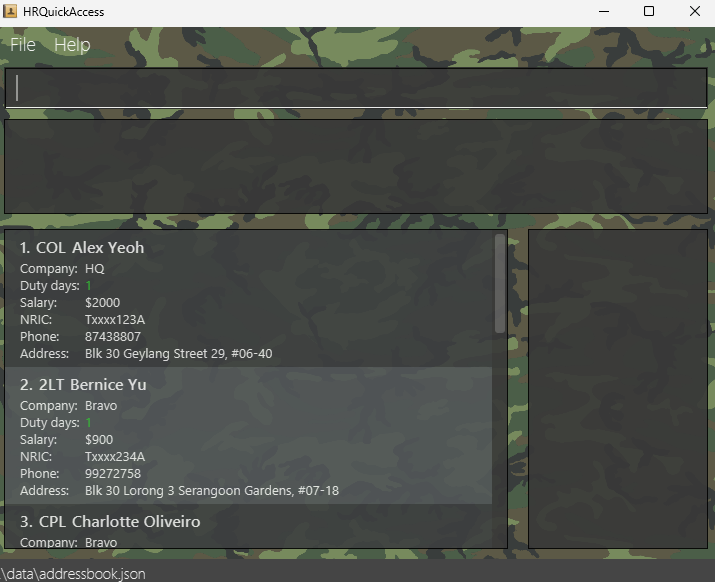 HRQuickAccess
File Help
1. COL Alex Yeoh
Company: HQ
Duty days: 1
Salary: $2000
NRIC: Txxxx123A
Phone: 87438807
Address: Blk 30 Geylang Street 29, #06-40
2. 2LT Bernice Yu
Company: Bravo
Duty days: 1
Salary: $900
NRIC: Txxxx234A
Phone: 99272758
Address: Blk 30 Lorong 3 Serangoon Gardens, #07-18
3. CPL Charlotte Oliveiro
Company: Bravo
.\data\addressbook.json